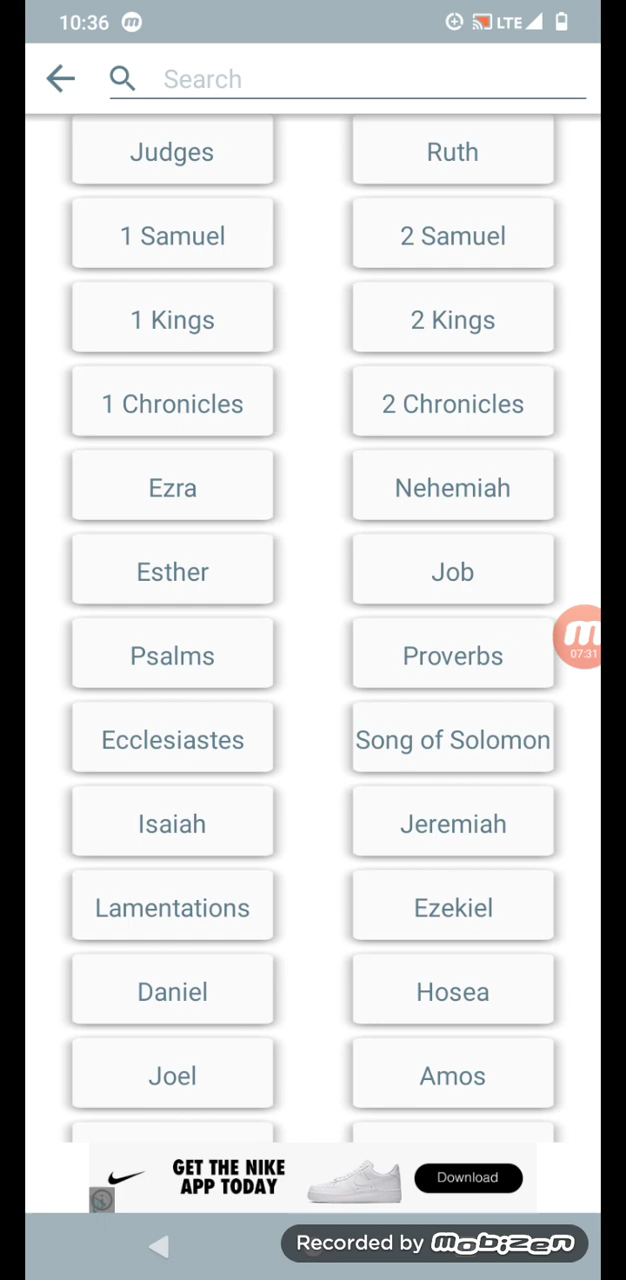 10:36 m LTE
Search
Judges Ruth
1 Samuel 2 Samuel
1 Kings 2 Kings
1 Chronicles 2 Chronicles
Ezra Nehemiah
Esther Job
Psalms Proverbs
m
07:31
Ecclesiastes Song of Solomon
Isaiah Jeremiah
Lamentations Ezekiel
Daniel Hosea
Joel Amos
GET THE NIKE
APP TODAY
Download
Recorded by mobizen